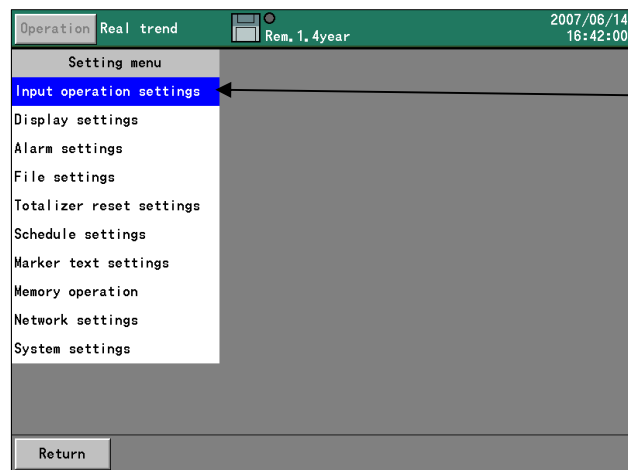 Operation Real trend
Rem.1.4year
2007/06/14
16:42:00
Setting menu
Input operation settings
Display settings
Alarm settings
File settings
Totalizer reset settings
Schedule settings
Marker text settings
Memory operation
Network settings
System settings
Return